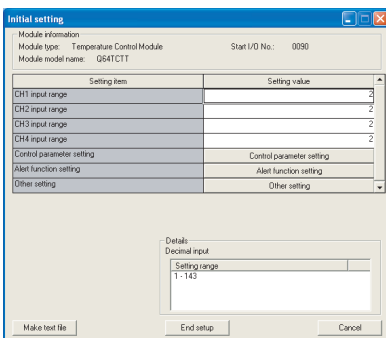 Initial setting
Module information
Module type: Temperature Control Module Start I/O No.: 0090
Module model name: Q64TCTT
Setting item Setting value
CH1 input range 2
CH2 input range 2
CH3 input range 2
CH4 input range 2
Control parameter setting Control parameter setting
Alert function setting Alert function setting
Other setting Other setting
Details
Decimal input
Setting range
1 - 143
Make text file End setup Cancel